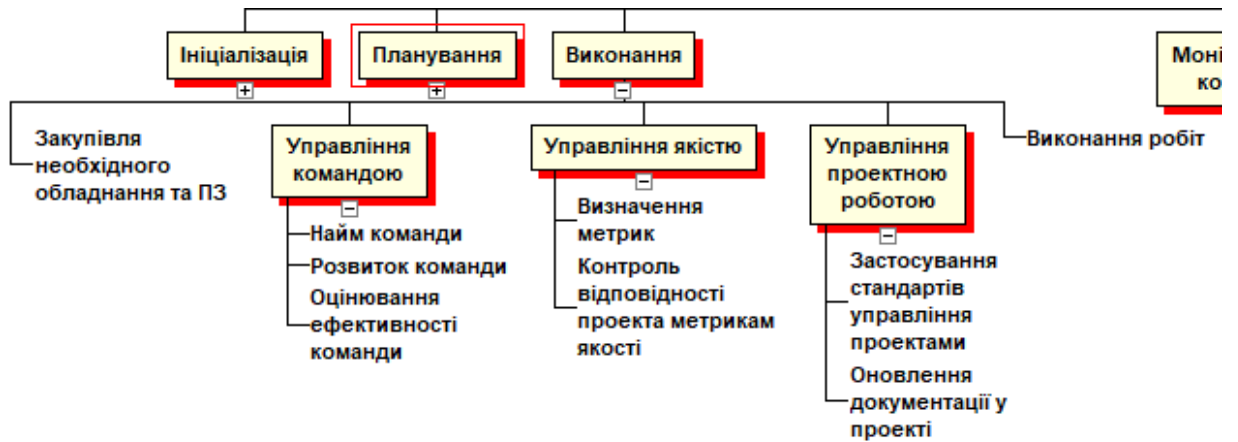 Ініціалізація
Планування
Виконання
Моні
ко
Закупівля
необхідного
обладнання та ПЗ
Управління
командою
Найм команди
Розвиток команди
Оцінювання
ефективності
команди
Управління якістю
Визначення
метрик
Контроль
відповідності
проекта метрикам
якості
Управління
проектною
роботою
Застосування
стандартів
управління
проектами
Оновлення
документації у
проекті
Виконання робіт